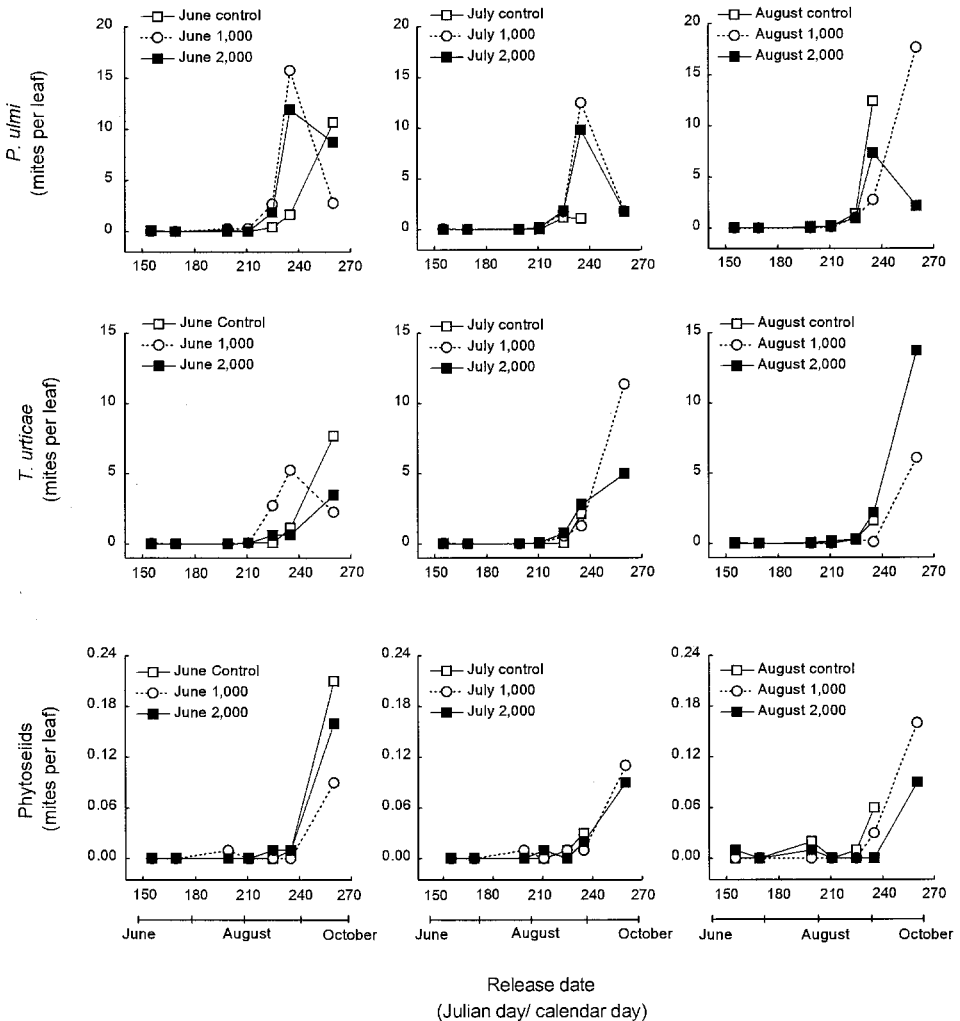 June control
June 1,000
June 2,000
July control
July 1,000
July 2,000
August control
August 1,000
August 2,000
P. ulmi
(mites per leaf)
20
15
10
5
0
20
15
10
5
0
20
15
10
5
0
150 180 210 240 270
150 180 210 240 270
150 180 210 240 270
June Control
June 1,000
June 2,000
July control
July 1,000
July 2,000
August control
August 1,000
August 2,000
T. urticae
(mites per leaf)
15
10
5
0
15
10
5
0
15
10
5
0
150 180 210 240 270
150 180 210 240 270
150 180 210 240 270
June Control
June 1,000
June 2,000
July control
July 1,000
July 2,000
August control
August 1,000
August 2,000
Phytoseiids
(mites per leaf)
0.24
0.18
0.12
0.06
0.00
0.24
0.18
0.12
0.06
0.00
0.24
0.18
0.12
0.06
0.00
150 180 210 240 270
150 180 210 240 270
150 180 210 240 270
June August October
June August October
June August October
Release date
(Julian day/ calendar day)